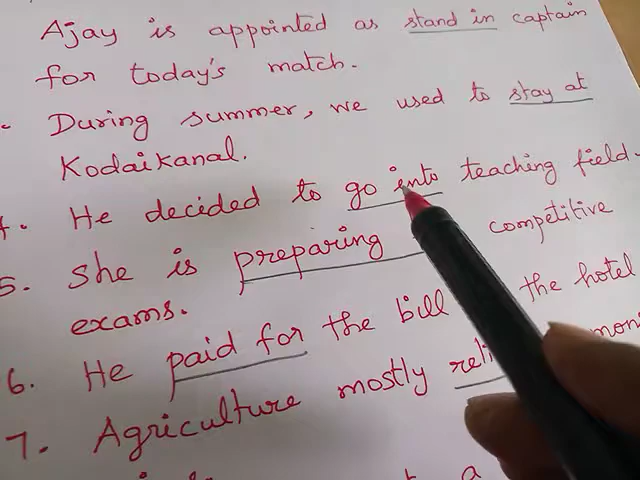 Ajay is appointed as stand in captain
for today's match.
During summer, we used to stay at
Kodaikanal.
4. He decided to go into teaching field.
5. She is preparing competitive
exams.
6. He paid for the bill the hotel
7. Agriculture mostly